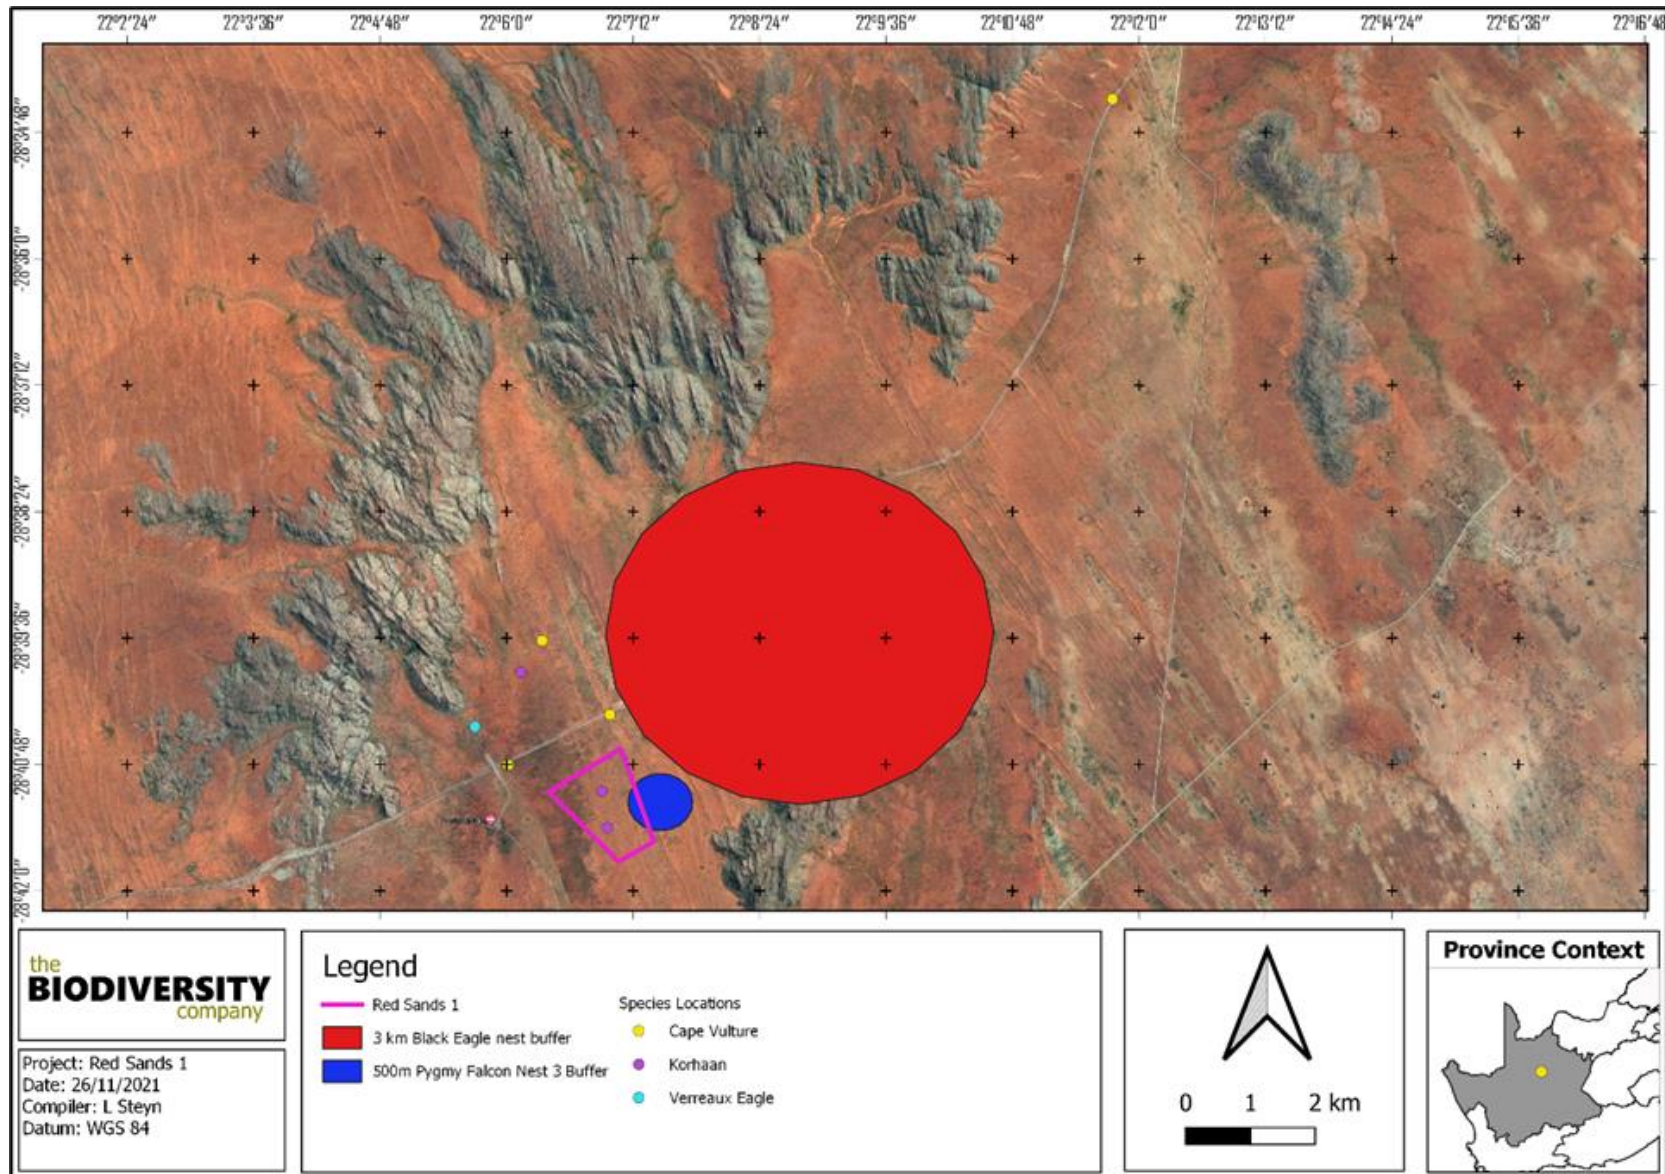 22°2′24″ 22°3′36″ 22°4′48″ 22°6′0″ 22°7′12″ 22°8′24″ 22°9′36″ 22°10′48″ 22°12′0″ 22°13′12″ 22°14′24″ 22°15′36″ 22°16′48″
-28°34′48″
-28°36′0″
-28°37′12″
-28°38′24″
-28°39′36″
-28°40′48″
-28°42′0″
the
BIODIVERSITY
company
Project: Red Sands 1
Date: 26/11/2021
Compiler: L Steyn
Datum: WGS 84
Legend
Red Sands 1
3 km Black Eagle nest buffer
500m Pygmy Falcon Nest 3 Buffer
Species Locations
Cape Vulture
Korhaan
Verreaux Eagle
0 1 2 km
Province Context